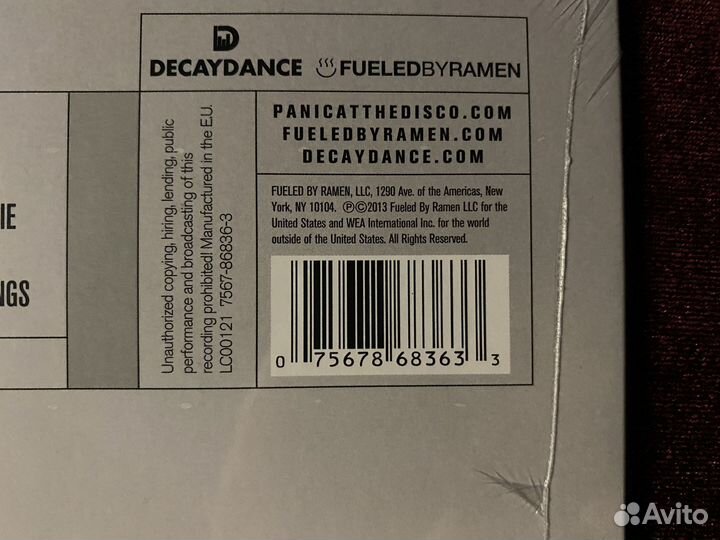 DECAYDANCE FUELEDBYRAMEN
PANICATTHEDISCO.COM
FUELEDBYRAMEN.COM
DECAYDANCE.COM
FUELED BY RAMEN, LLC, 1290 Ave. of the Americas, New
York, NY 10104. ℗©2013 Fueled By Ramen LLC for the
United States and WEA International Inc. for the world
outside of the United States. All Rights Reserved.
Unauthorized copying, hiring, lending, public
performance and broadcasting of this
recording prohibited! Manufactured in the E.U.
LC00121 7567-86836-3
IE
NGS
0 75678 68363 3
Avito